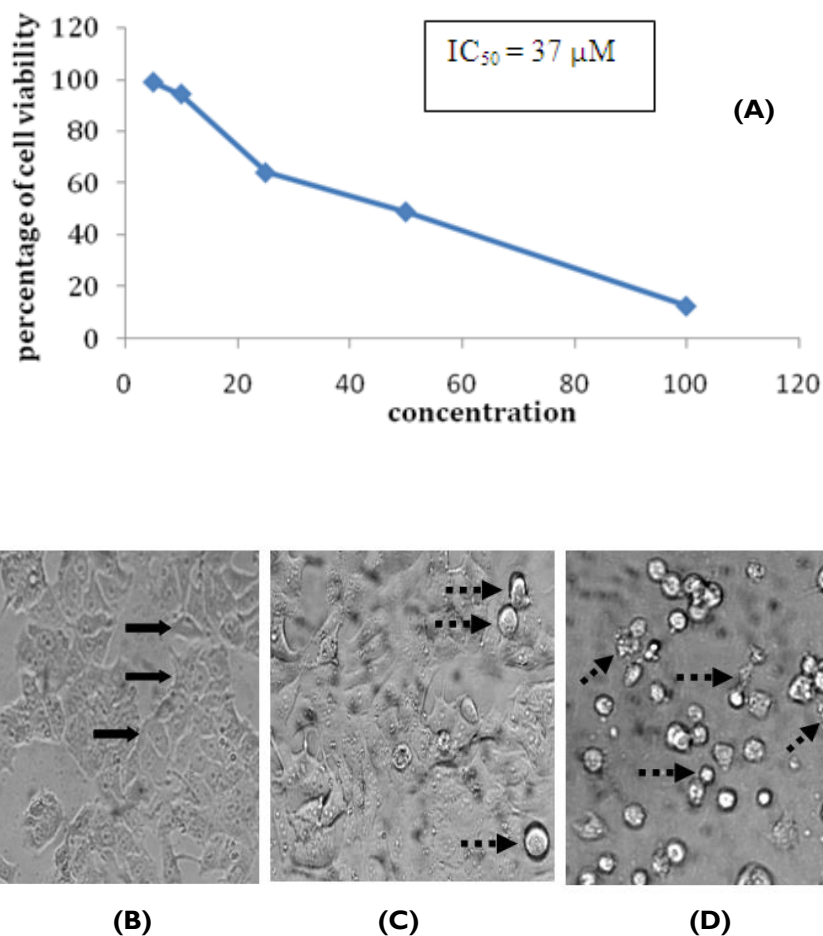 120
100
80
60
40
20
0
percentage of cell viability
IC₅₀ = 37 µM
(A)
0 20 40 60 80 100 120
concentration
(B) (C) (D)